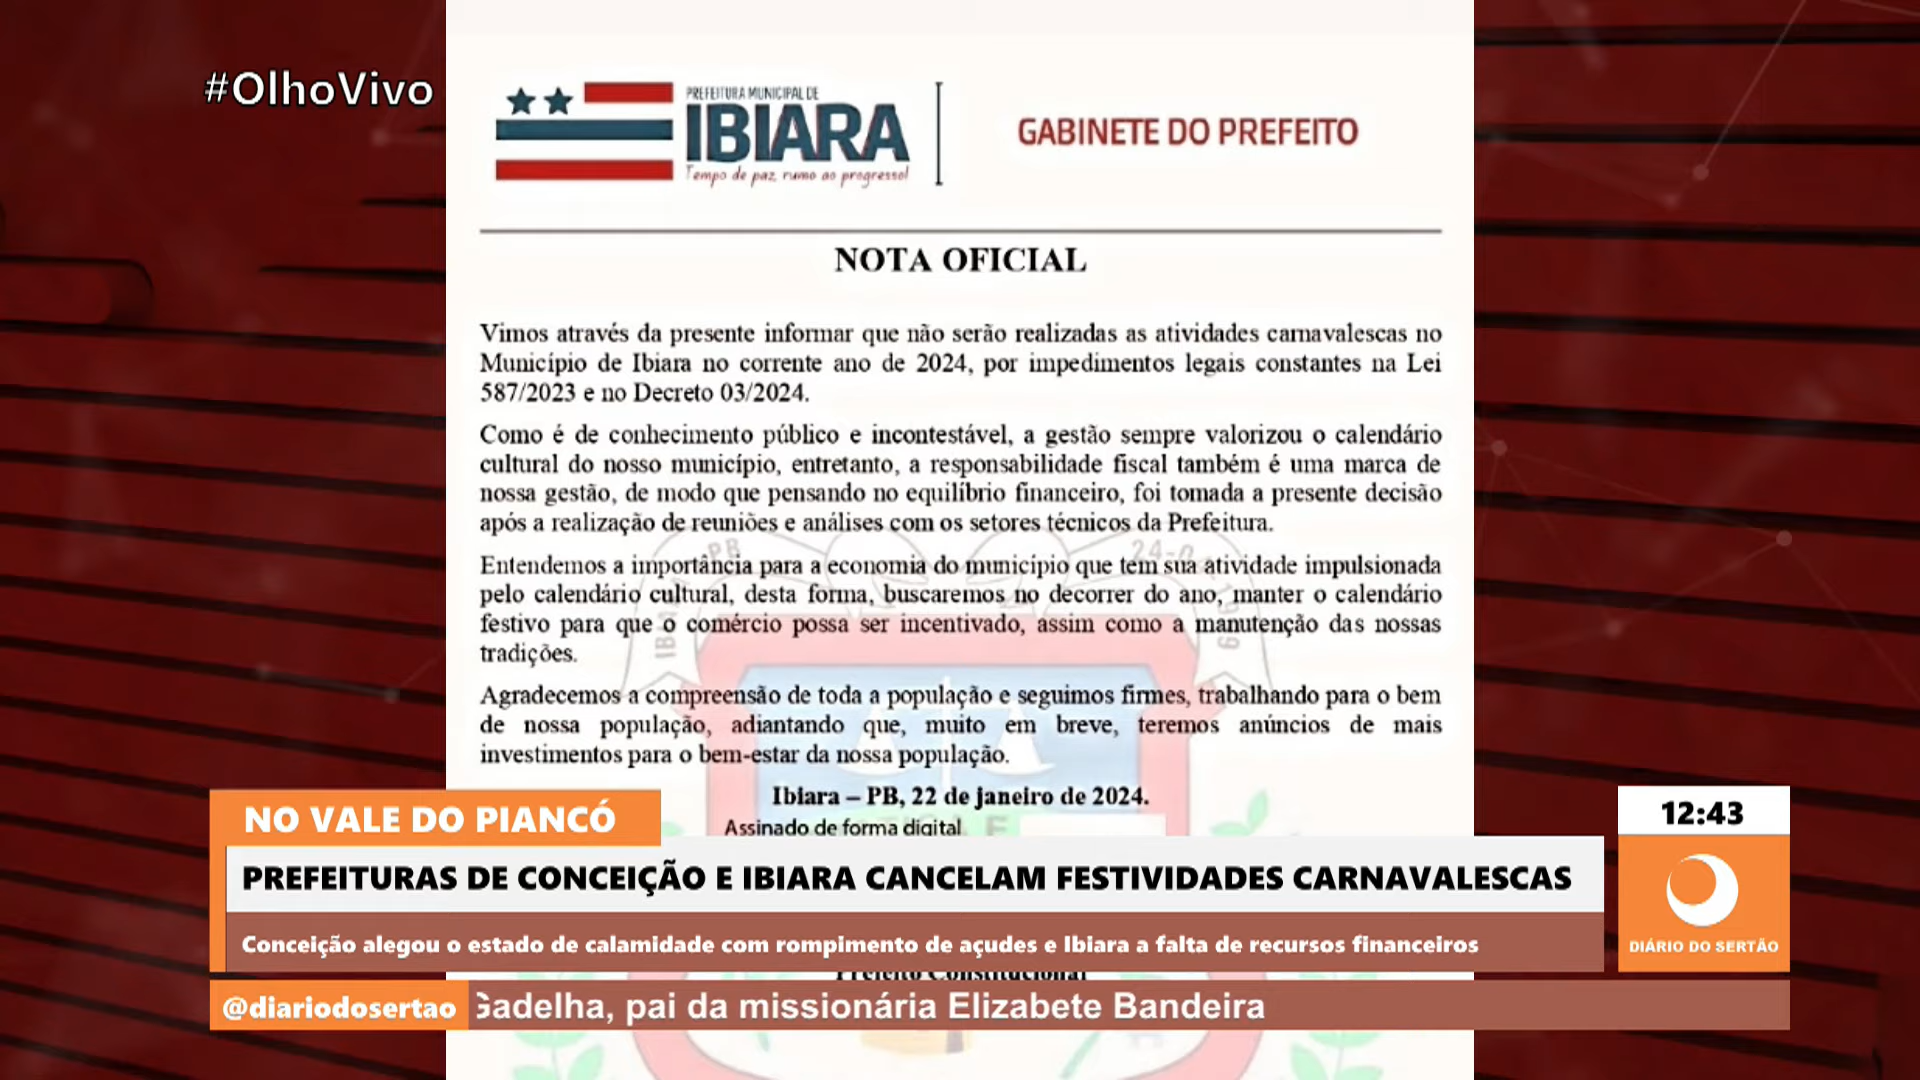 #OlhoVivo
PREFEITURA MUNICIPAL DE
IBIARA
Tempo de paz, rumo ao progresso!
GABINETE DO PREFEITO
NOTA OFICIAL
Vimos através da presente informar que não serão realizadas as atividades carnavalescas no
Município de Ibiara no corrente ano de 2024, por impedimentos legais constantes na Lei
587/2023 e no Decreto 03/2024.
Como é de conhecimento público e incontestável, a gestão sempre valorizou o calendário
cultural do nosso município, entretanto, a responsabilidade fiscal também é uma marca de
nossa gestão, de modo que pensando no equilíbrio financeiro, foi tomada a presente decisão
após a realização de reuniões e análises com os setores técnicos da Prefeitura.
Entendemos a importância para a economia do município que tem sua atividade impulsionada
pelo calendário cultural, desta forma, buscaremos no decorrer do ano, manter o calendário
festivo para que o comércio possa ser incentivado, assim como a manutenção das nossas
tradições.
Agradecemos a compreensão de toda a população e seguimos firmes, trabalhando para o bem
de nossa população, adiantando que, muito em breve, teremos anúncios de mais
investimentos para o bem-estar da nossa população.
Ibiara – PB, 22 de janeiro de 2024.
Assinado de forma digital
NO VALE DO PIANCÓ
PREFEITURAS DE CONCEIÇÃO E IBIARA CANCELAM FESTIVIDADES CARNAVALESCAS
Conceição alegou o estado de calamidade com rompimento de açudes e Ibiara a falta de recursos financeiros
Prefeito Constitucional
@diariodosertao Gadelha, pai da missionária Elizabete Bandeira
12:43
DIÁRIO DO SERTÃO